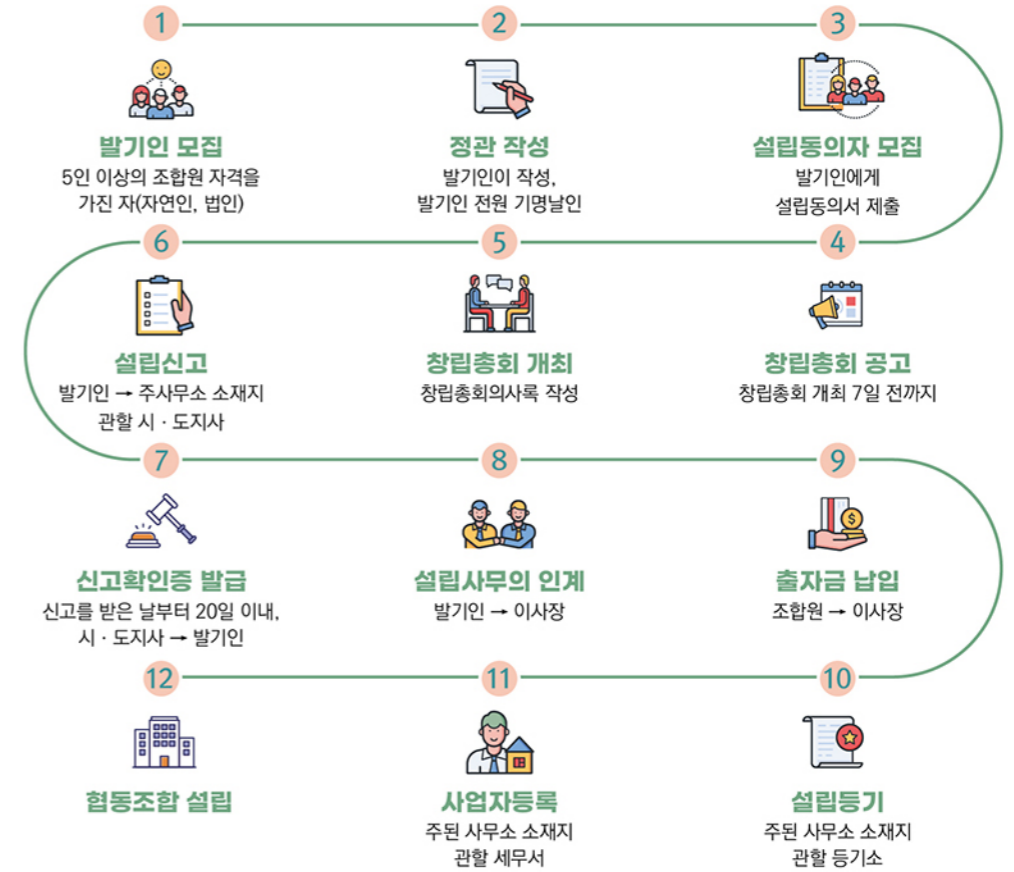 1
발기인 모집
5인 이상의 조합원 자격을
가진 자(자연인, 법인)
2
정관 작성
발기인이 작성,
발기인 전원 기명날인
3
설립동의자 모집
발기인에게
설립동의서 제출
4
창립총회 공고
창립총회 개최 7일 전까지
5
창립총회 개최
창립총회의사록 작성
6
설립신고
발기인 → 주사무소 소재지
관할 시 · 도지사
7
신고확인증 발급
신고를 받은 날부터 20일 이내,
시 · 도지사 → 발기인
8
설립사무의 인계
발기인 → 이사장
9
출자금 납입
조합원 → 이사장
10
설립등기
주된 사무소 소재지
관할 등기소
11
사업자등록
주된 사무소 소재지
관할 세무서
12
협동조합 설립